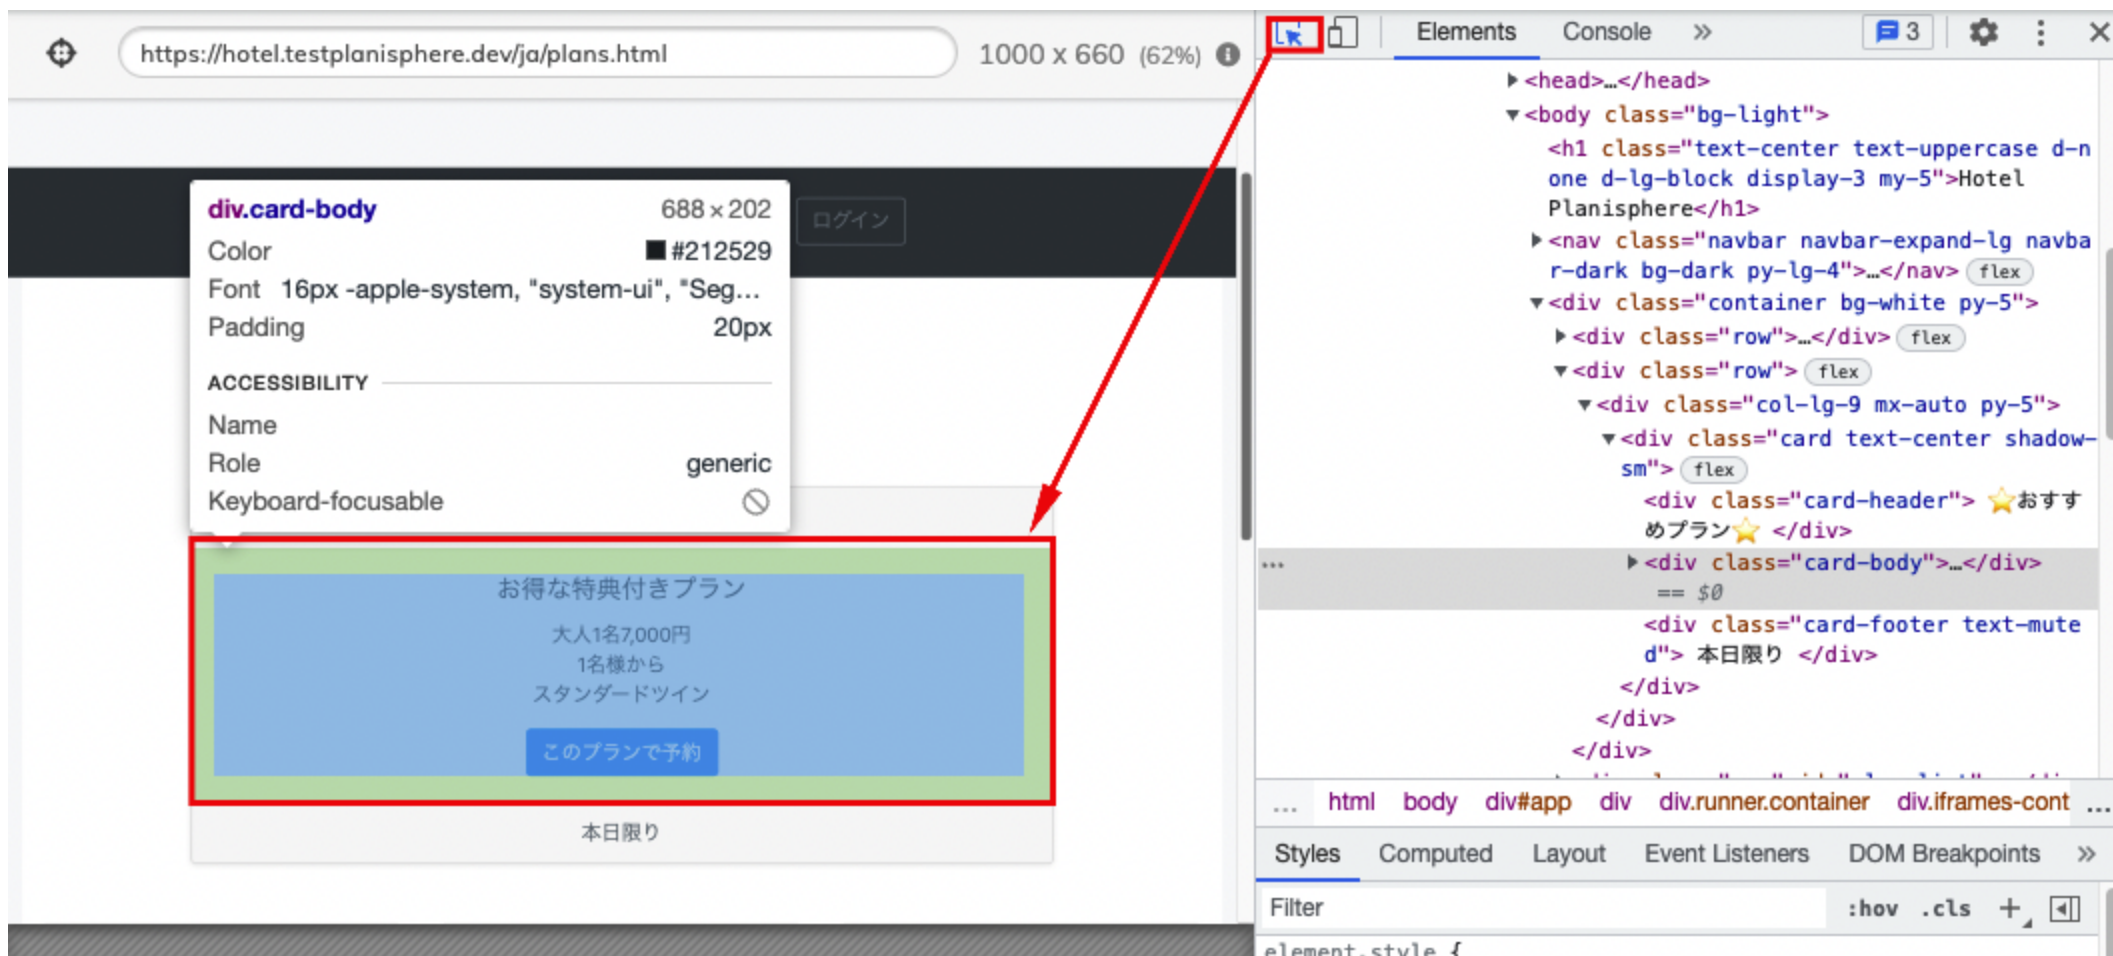 https://hotel.testplanisphere.dev/ja/plans.html
1000 x 660 (62%)
ログイン
div.card-body 688 × 202
Color #212529
Font 16px -apple-system, "system-ui", "Seg...
Padding 20px
ACCESSIBILITY
Name
Role generic
Keyboard-focusable
お得な特典付きプラン
大人1名7,000円
1名様から
スタンダードツイン
このプランで予約
本日限り
Elements Console » 3
<head>…</head>
<body class="bg-light">
<h1 class="text-center text-uppercase d-n
one d-lg-block display-3 my-5">Hotel
Planisphere</h1>
<nav class="navbar navbar-expand-lg navba
r-dark bg-dark py-lg-4">…</nav> flex
<div class="container bg-white py-5">
<div class="row">…</div> flex
<div class="row"> flex
<div class="col-lg-9 mx-auto py-5">
<div class="card text-center shadow-
sm"> flex
<div class="card-header"> ⭐おすす
めプラン⭐ </div>
<div class="card-body">…</div>
== $0
<div class="card-footer text-mute
d"> 本日限り </div>
</div>
</div>
</div>
... html body div#app div div.runner.container div.iframes-cont ...
Styles Computed Layout Event Listeners DOM Breakpoints »
Filter :hov .cls +
element.style {